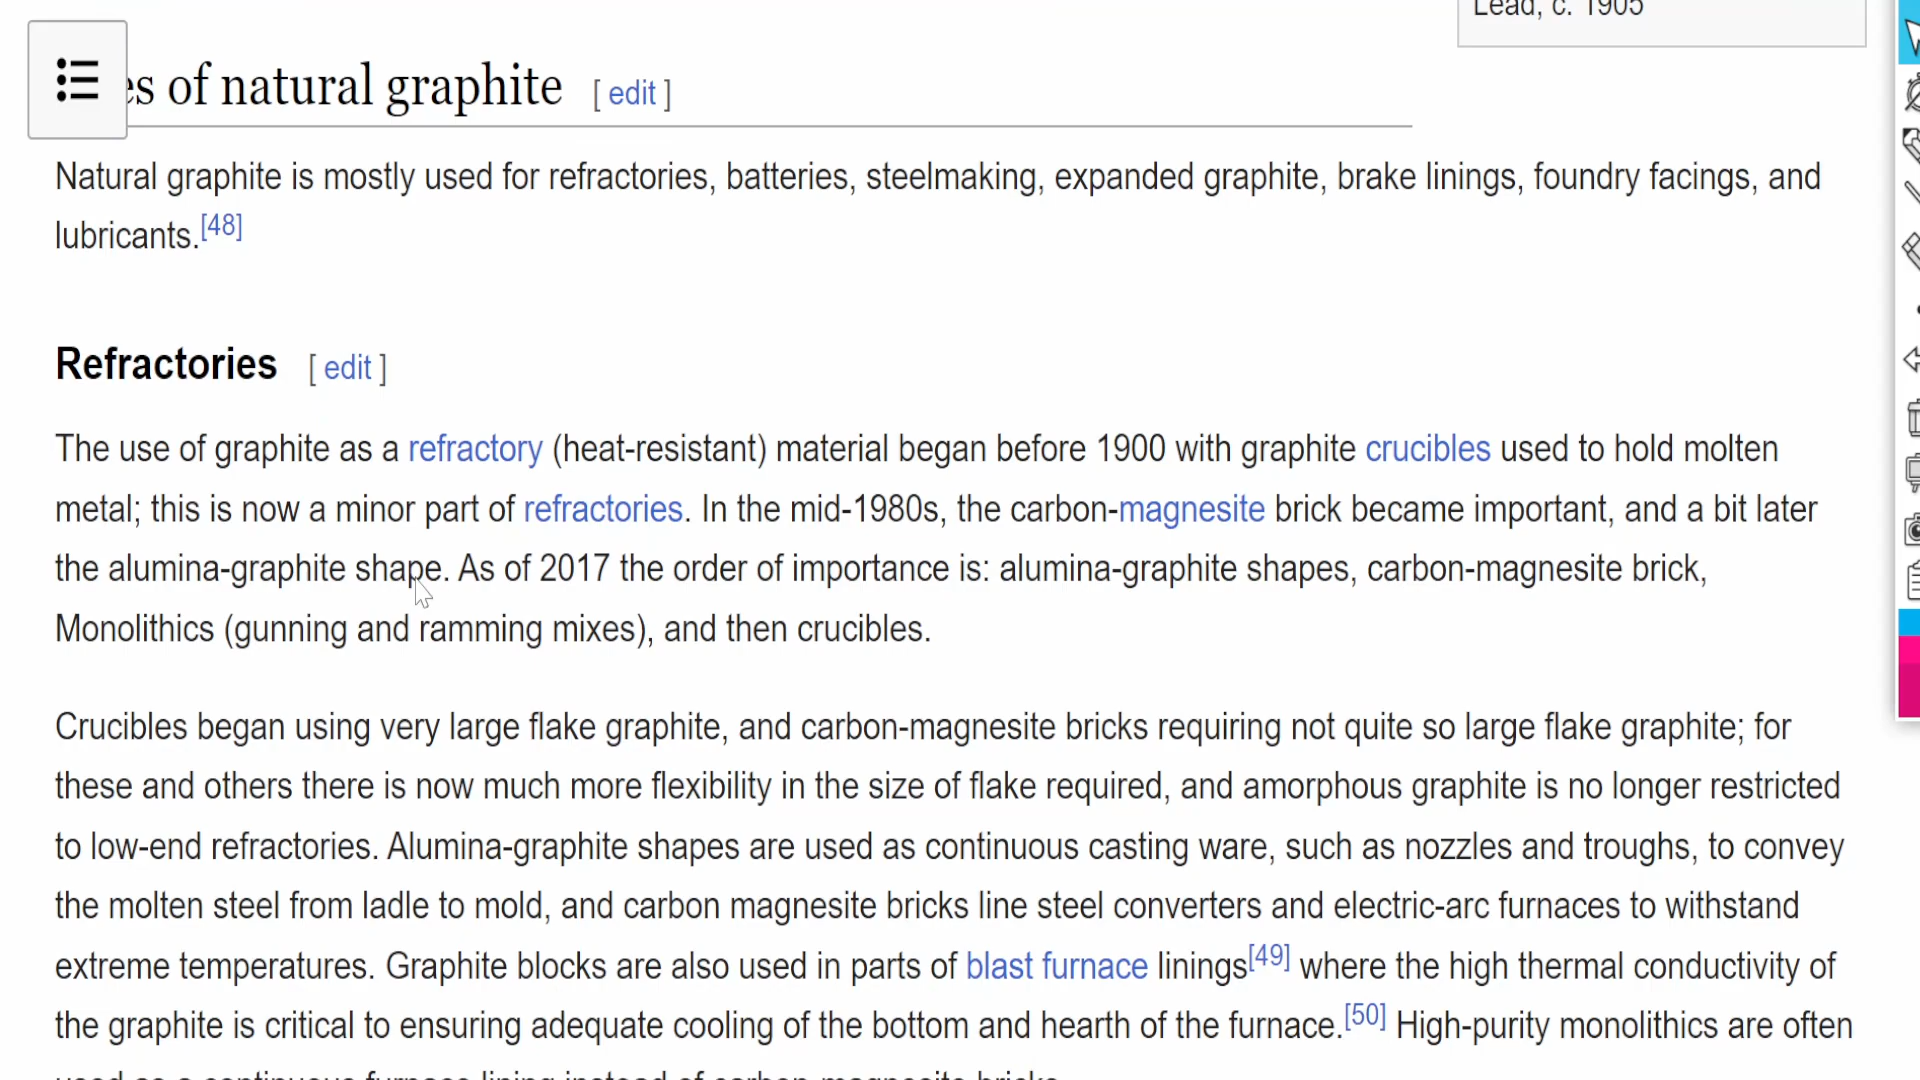 Lead, c. 1905
es of natural graphite [ edit ]
Natural graphite is mostly used for refractories, batteries, steelmaking, expanded graphite, brake linings, foundry facings, and
lubricants.[48]
Refractories [ edit ]
The use of graphite as a refractory (heat-resistant) material began before 1900 with graphite crucibles used to hold molten
metal; this is now a minor part of refractories. In the mid-1980s, the carbon-magnesite brick became important, and a bit later
the alumina-graphite shape. As of 2017 the order of importance is: alumina-graphite shapes, carbon-magnesite brick,
Monolithics (gunning and ramming mixes), and then crucibles.
Crucibles began using very large flake graphite, and carbon-magnesite bricks requiring not quite so large flake graphite; for
these and others there is now much more flexibility in the size of flake required, and amorphous graphite is no longer restricted
to low-end refractories. Alumina-graphite shapes are used as continuous casting ware, such as nozzles and troughs, to convey
the molten steel from ladle to mold, and carbon magnesite bricks line steel converters and electric-arc furnaces to withstand
extreme temperatures. Graphite blocks are also used in parts of blast furnace linings[49] where the high thermal conductivity of
the graphite is critical to ensuring adequate cooling of the bottom and hearth of the furnace.[50] High-purity monolithics are often
used as a continuous furnace lining instead of carbon-magnesite bricks.